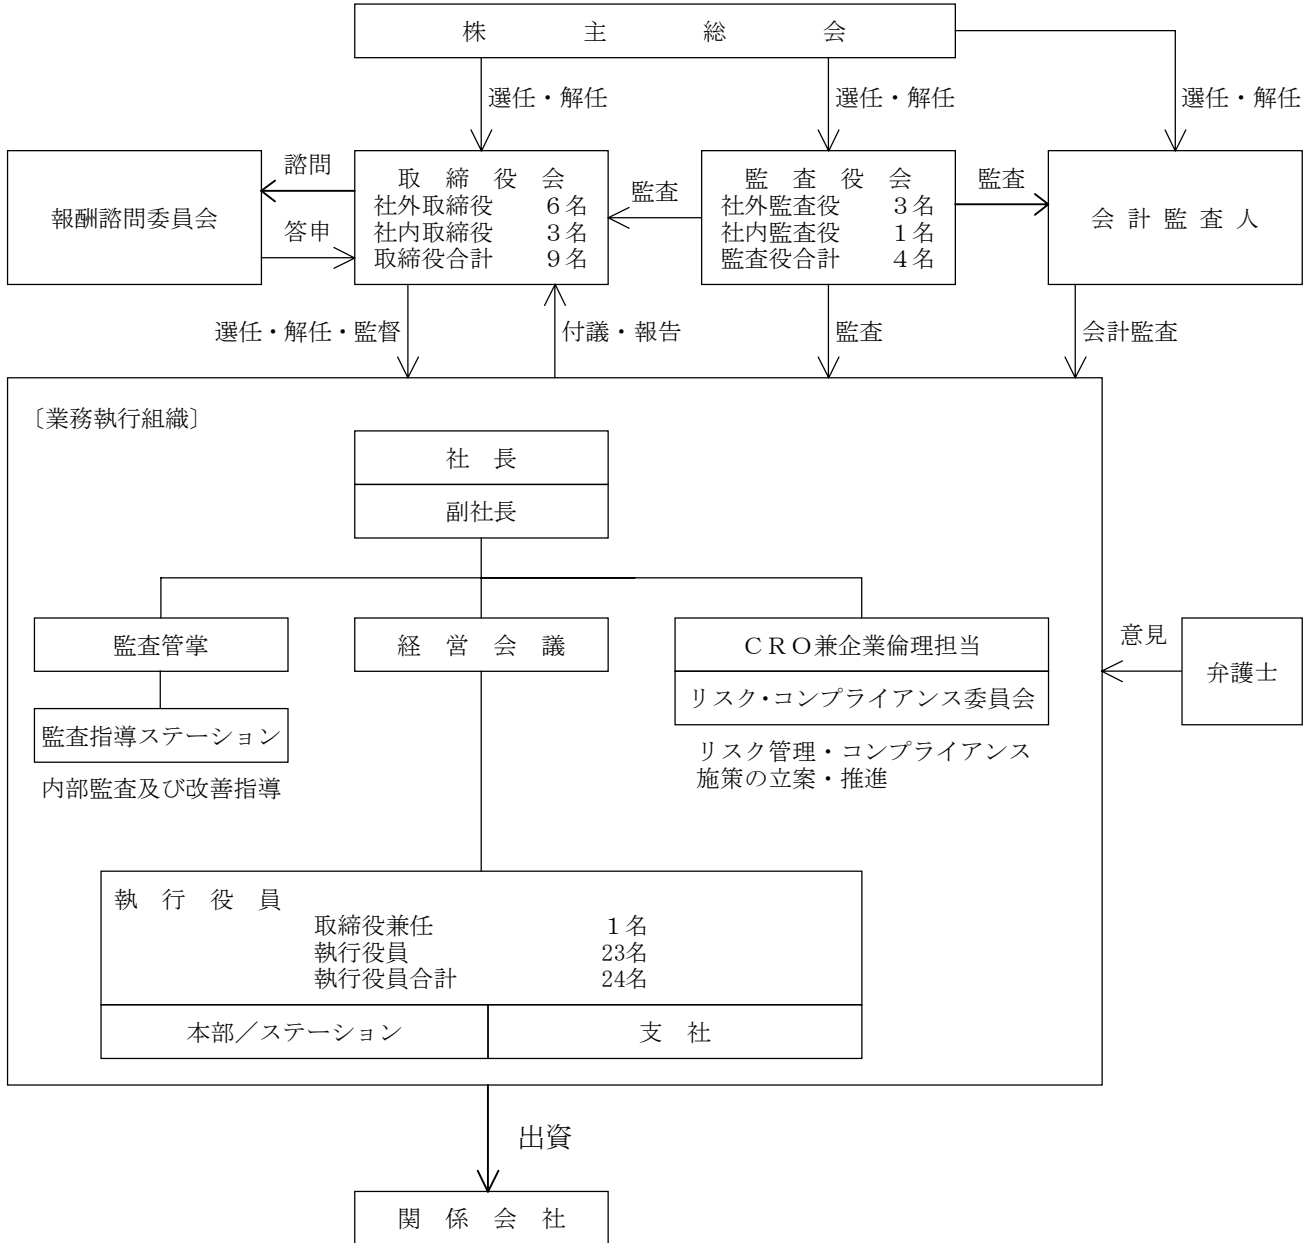 株主総会
選任・解任
選任・解任
選任・解任
報酬諮問委員会
諮問
答申
取締役会
社外取締役 6名
社内取締役 3名
取締役合計 9名
監査
監査役会
社外監査役 3名
社内監査役 1名
監査役合計 4名
監査
会計監査人
選任・解任・監督
付議・報告
監査
会計監査
〔業務執行組織〕
社長
副社長
監査管掌
監査指導ステーション
内部監査及び改善指導
経営会議
CRO兼企業倫理担当
リスク・コンプライアンス委員会
リスク管理・コンプライアンス
施策の立案・推進
意見
弁護士
執行役員
取締役兼任 1名
執行役員 23名
執行役員合計 24名
本部／ステーション
支社
出資
関係会社